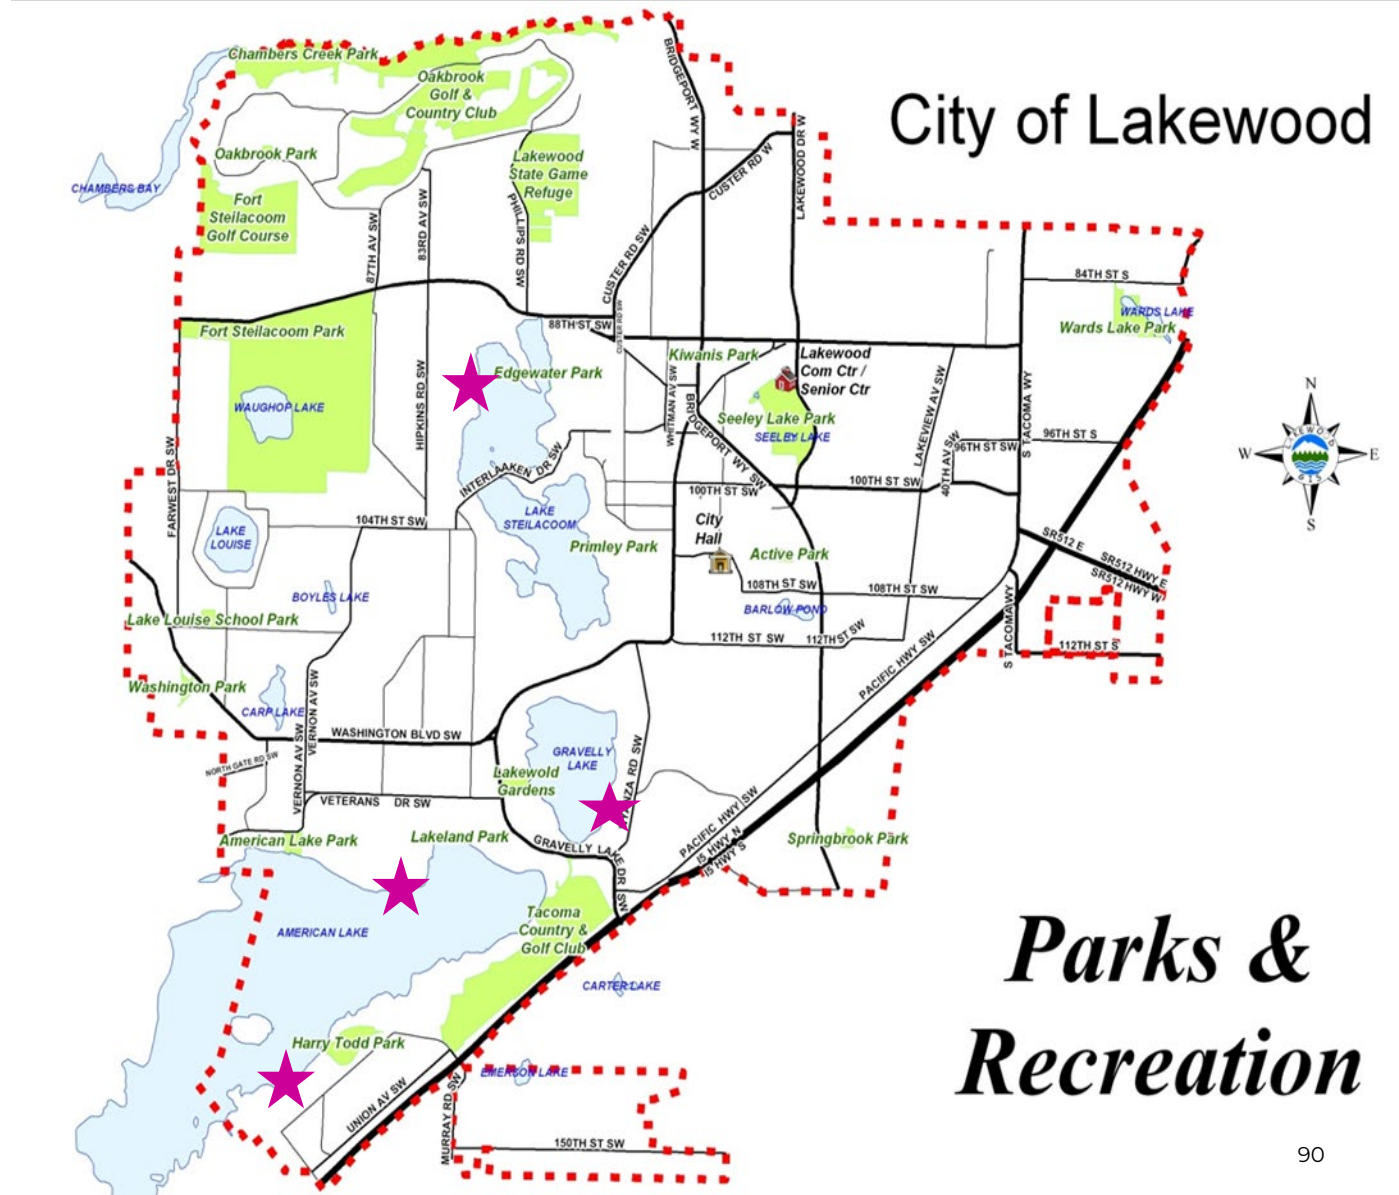 City of Lakewood
Chambers Creek Park
Oakbrook
Golf &
Country Club
BRIDGEPORT WY W
Oakbrook Park
CHAMBERS BAY
Lakewood
State Game
Refuge
CUSTER RD W
LAKEWOOD DR W
Fort
Steilacoom
Golf Course
87TH AV SW
83RD AV SW
PHILLIPS RD SW
CUSTER RD SW
84TH ST S
WARDS LAKE
Wards Lake Park
Fort Steilacoom Park
88TH ST SW
CUSTER RD SW
Kiwanis Park
Lakewood
Com Ctr /
Senior Ctr
Edgewater Park
WAUGHOP LAKE
HIPKINS RD SW
WHITMAN AV SW
BRIDGEPORT WY SW
Seeley Lake Park
SEELEY LAKE
LAKEVIEW AV SW
S TACOMA WY
40TH AV SW
96TH ST SW
96TH ST S
FARWEST DR SW
INTERLAAKEN DR SW
100TH ST SW
100TH ST SW
N
W
E
S
LAKEWOOD
GIS
LAKE
LOUISE
104TH ST SW
LAKE
STEILACOOM
Primley Park
City
Hall
Active Park
SR512 E
SR512 HWY E
SR512 HWY W
BOYLES LAKE
108TH ST SW
108TH ST SW
BARLOW POND
Lake Louise School Park
112TH ST SW
112TH ST SW
S TACOMA WY
112TH ST S
PACIFIC HWY SW
Washington Park
CARP LAKE
VERNON AV SW
WASHINGTON BLVD SW
NORTH GATE RD SW
VERNON AV SW
GRAVELLY
LAKE
Lakewold
Gardens
RD SW
VETERANS DR SW
PACIFIC HWY SW
I5 HWY N
I5 HWY S
American Lake Park
Lakeland Park
GRAVELLY LAKE DR SW
Springbrook Park
AMERICAN LAKE
Tacoma
Country &
Golf Club
CARTER LAKE
Parks &
Recreation
Harry Todd Park
EMERSON LAKE
UNION AV SW
MURRAY RD SW
150TH ST SW
90